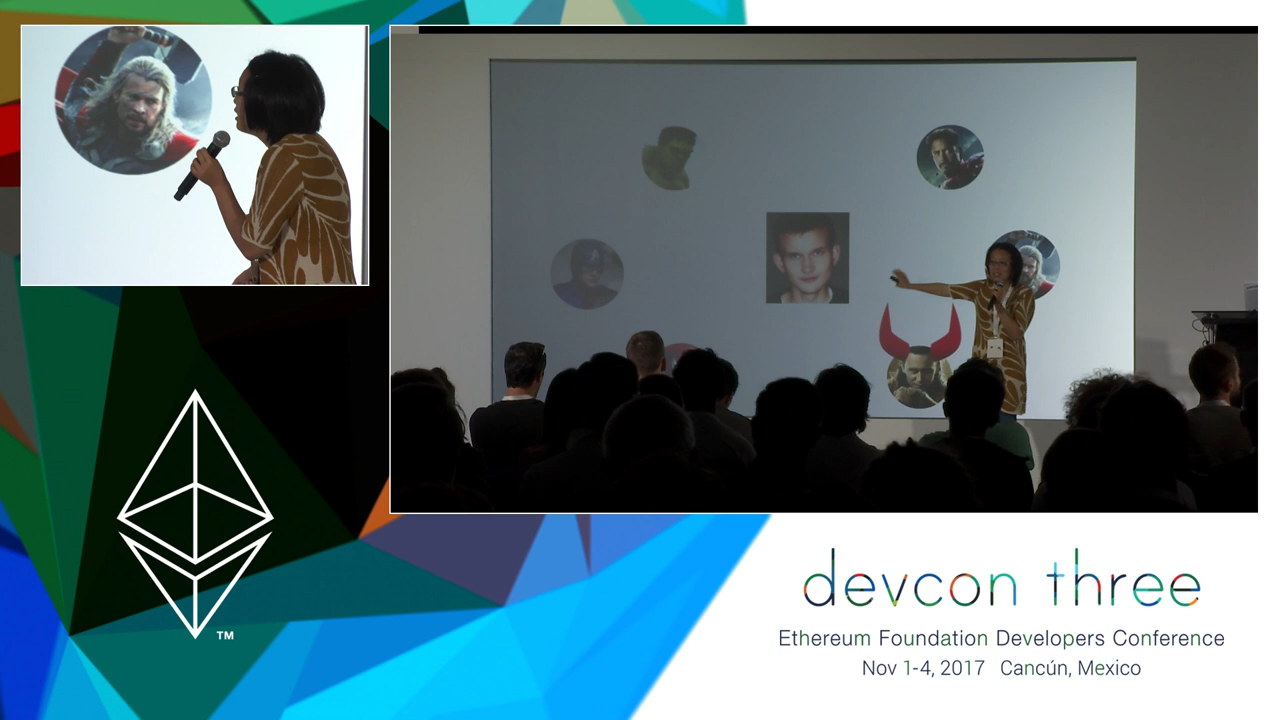 TM
devcon three
Ethereum Foundation Developers Conference
Nov 1-4, 2017 Cancún, Mexico